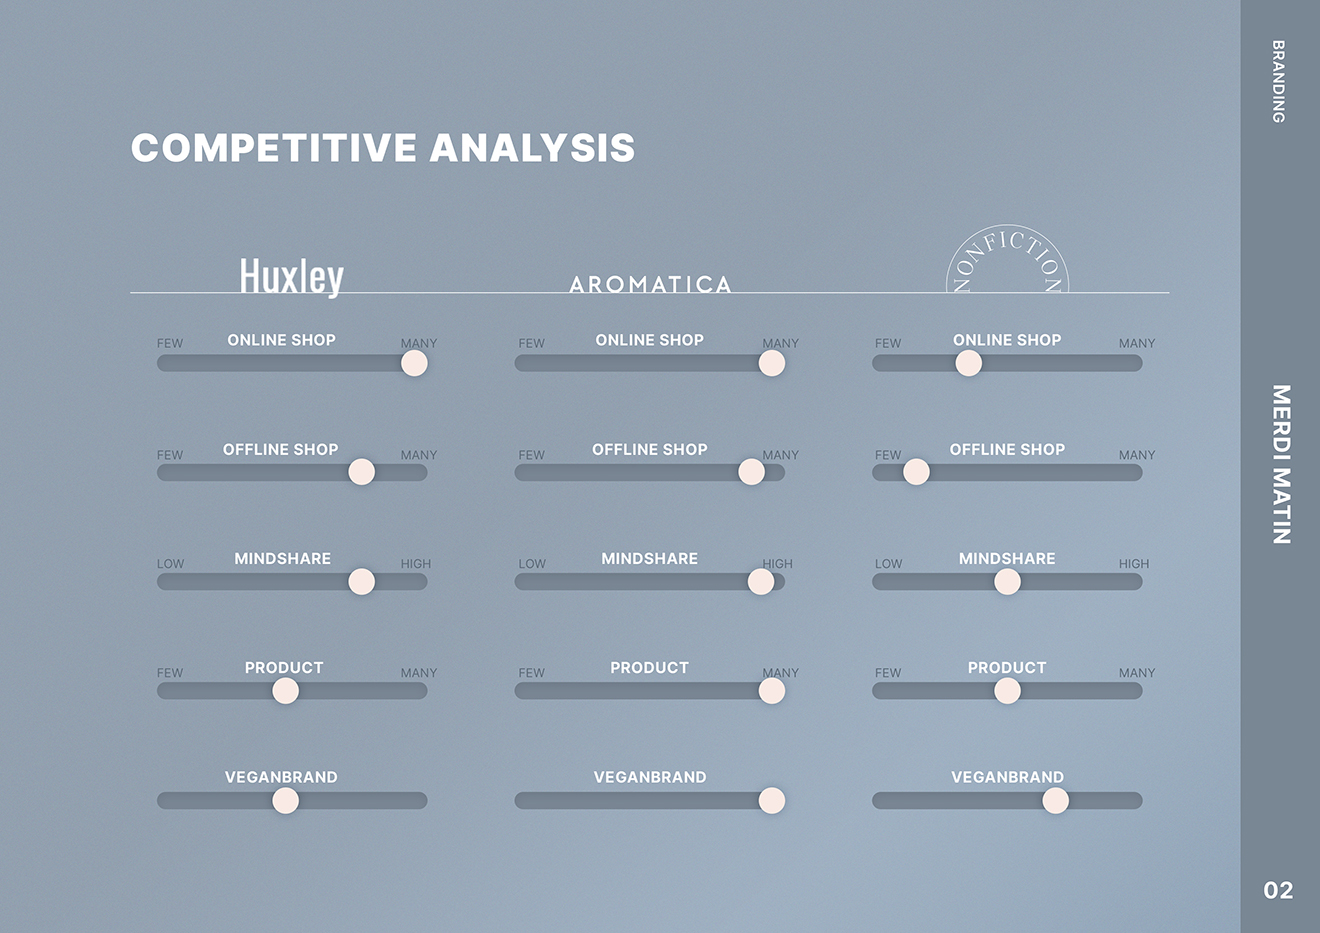 BRANDING
COMPETITIVE ANALYSIS
Huxley
AROMATICA
NONFICTION
FEW ONLINE SHOP MANY
FEW ONLINE SHOP MANY
FEW ONLINE SHOP MANY
FEW OFFLINE SHOP MANY
FEW OFFLINE SHOP MANY
FEW OFFLINE SHOP MANY
LOW MINDSHARE HIGH
LOW MINDSHARE HIGH
LOW MINDSHARE HIGH
FEW PRODUCT MANY
FEW PRODUCT MANY
FEW PRODUCT MANY
VEGANBRAND
VEGANBRAND
VEGANBRAND
MERDI MATIN
02